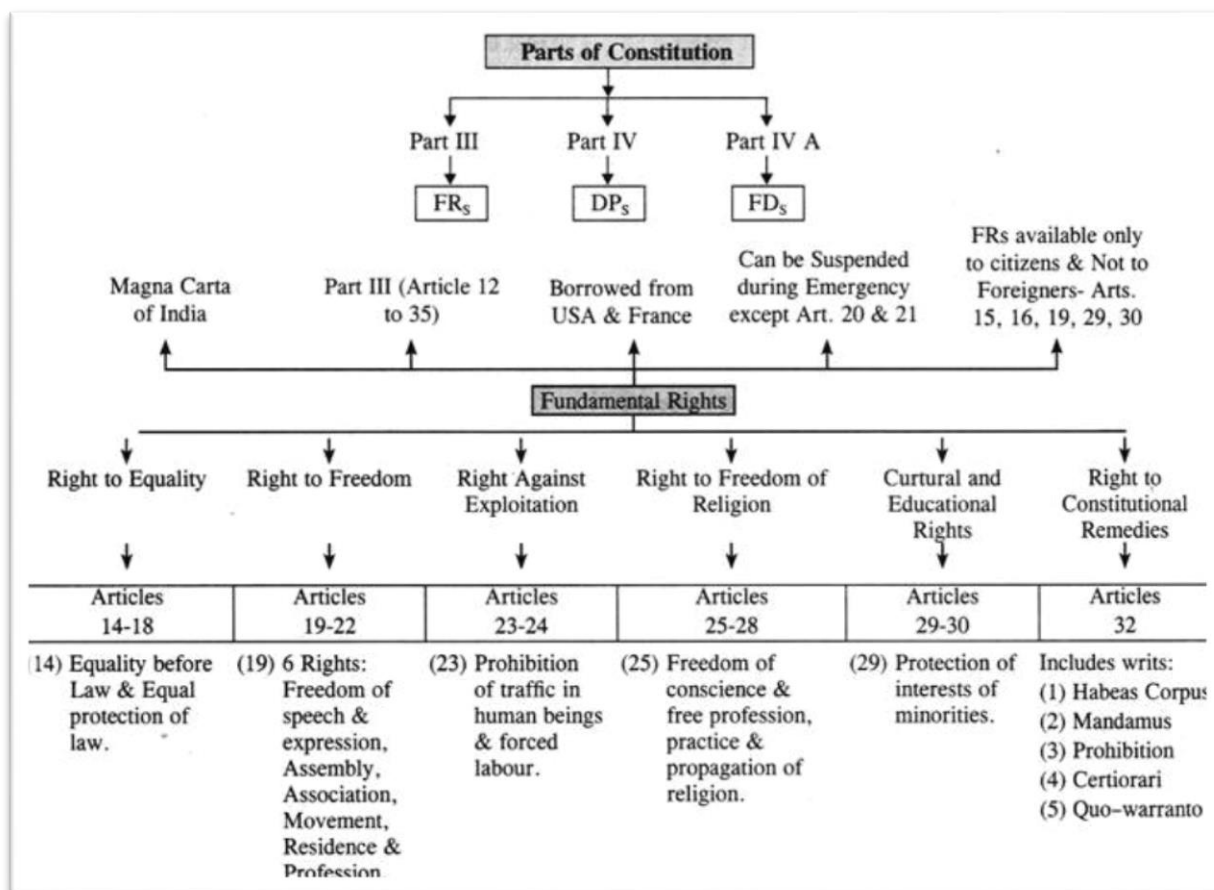 Parts of Constitution
Part III
Part IV
Part IV A
FRS
DPS
FDS
Magna Carta
of India
Part III (Article 12
to 35)
Borrowed from
USA & France
Can be Suspended
during Emergency
except Art. 20 & 21
FRs available only
to citizens & Not to
Foreigners- Arts.
15, 16, 19, 29, 30
Fundamental Rights
Right to Equality
Right to Freedom
Right Against
Exploitation
Right to Freedom of
Religion
Curtural and
Educational
Rights
Right to
Constitutional
Remedies
Articles
14-18
Articles
19-22
Articles
23-24
Articles
25-28
Articles
29-30
Articles
32
(14) Equality before
Law & Equal
protection of
law.
(19) 6 Rights:
Freedom of
speech &
expression,
Assembly,
Association,
Movement,
Residence &
Profession
(23) Prohibition
of traffic in
human beings
& forced
labour.
(25) Freedom of
conscience &
free profession,
practice &
propagation of
religion.
(29) Protection of
interests of
minorities.
Includes writs:
(1) Habeas Corpus
(2) Mandamus
(3) Prohibition
(4) Certiorari
(5) Quo-warranto